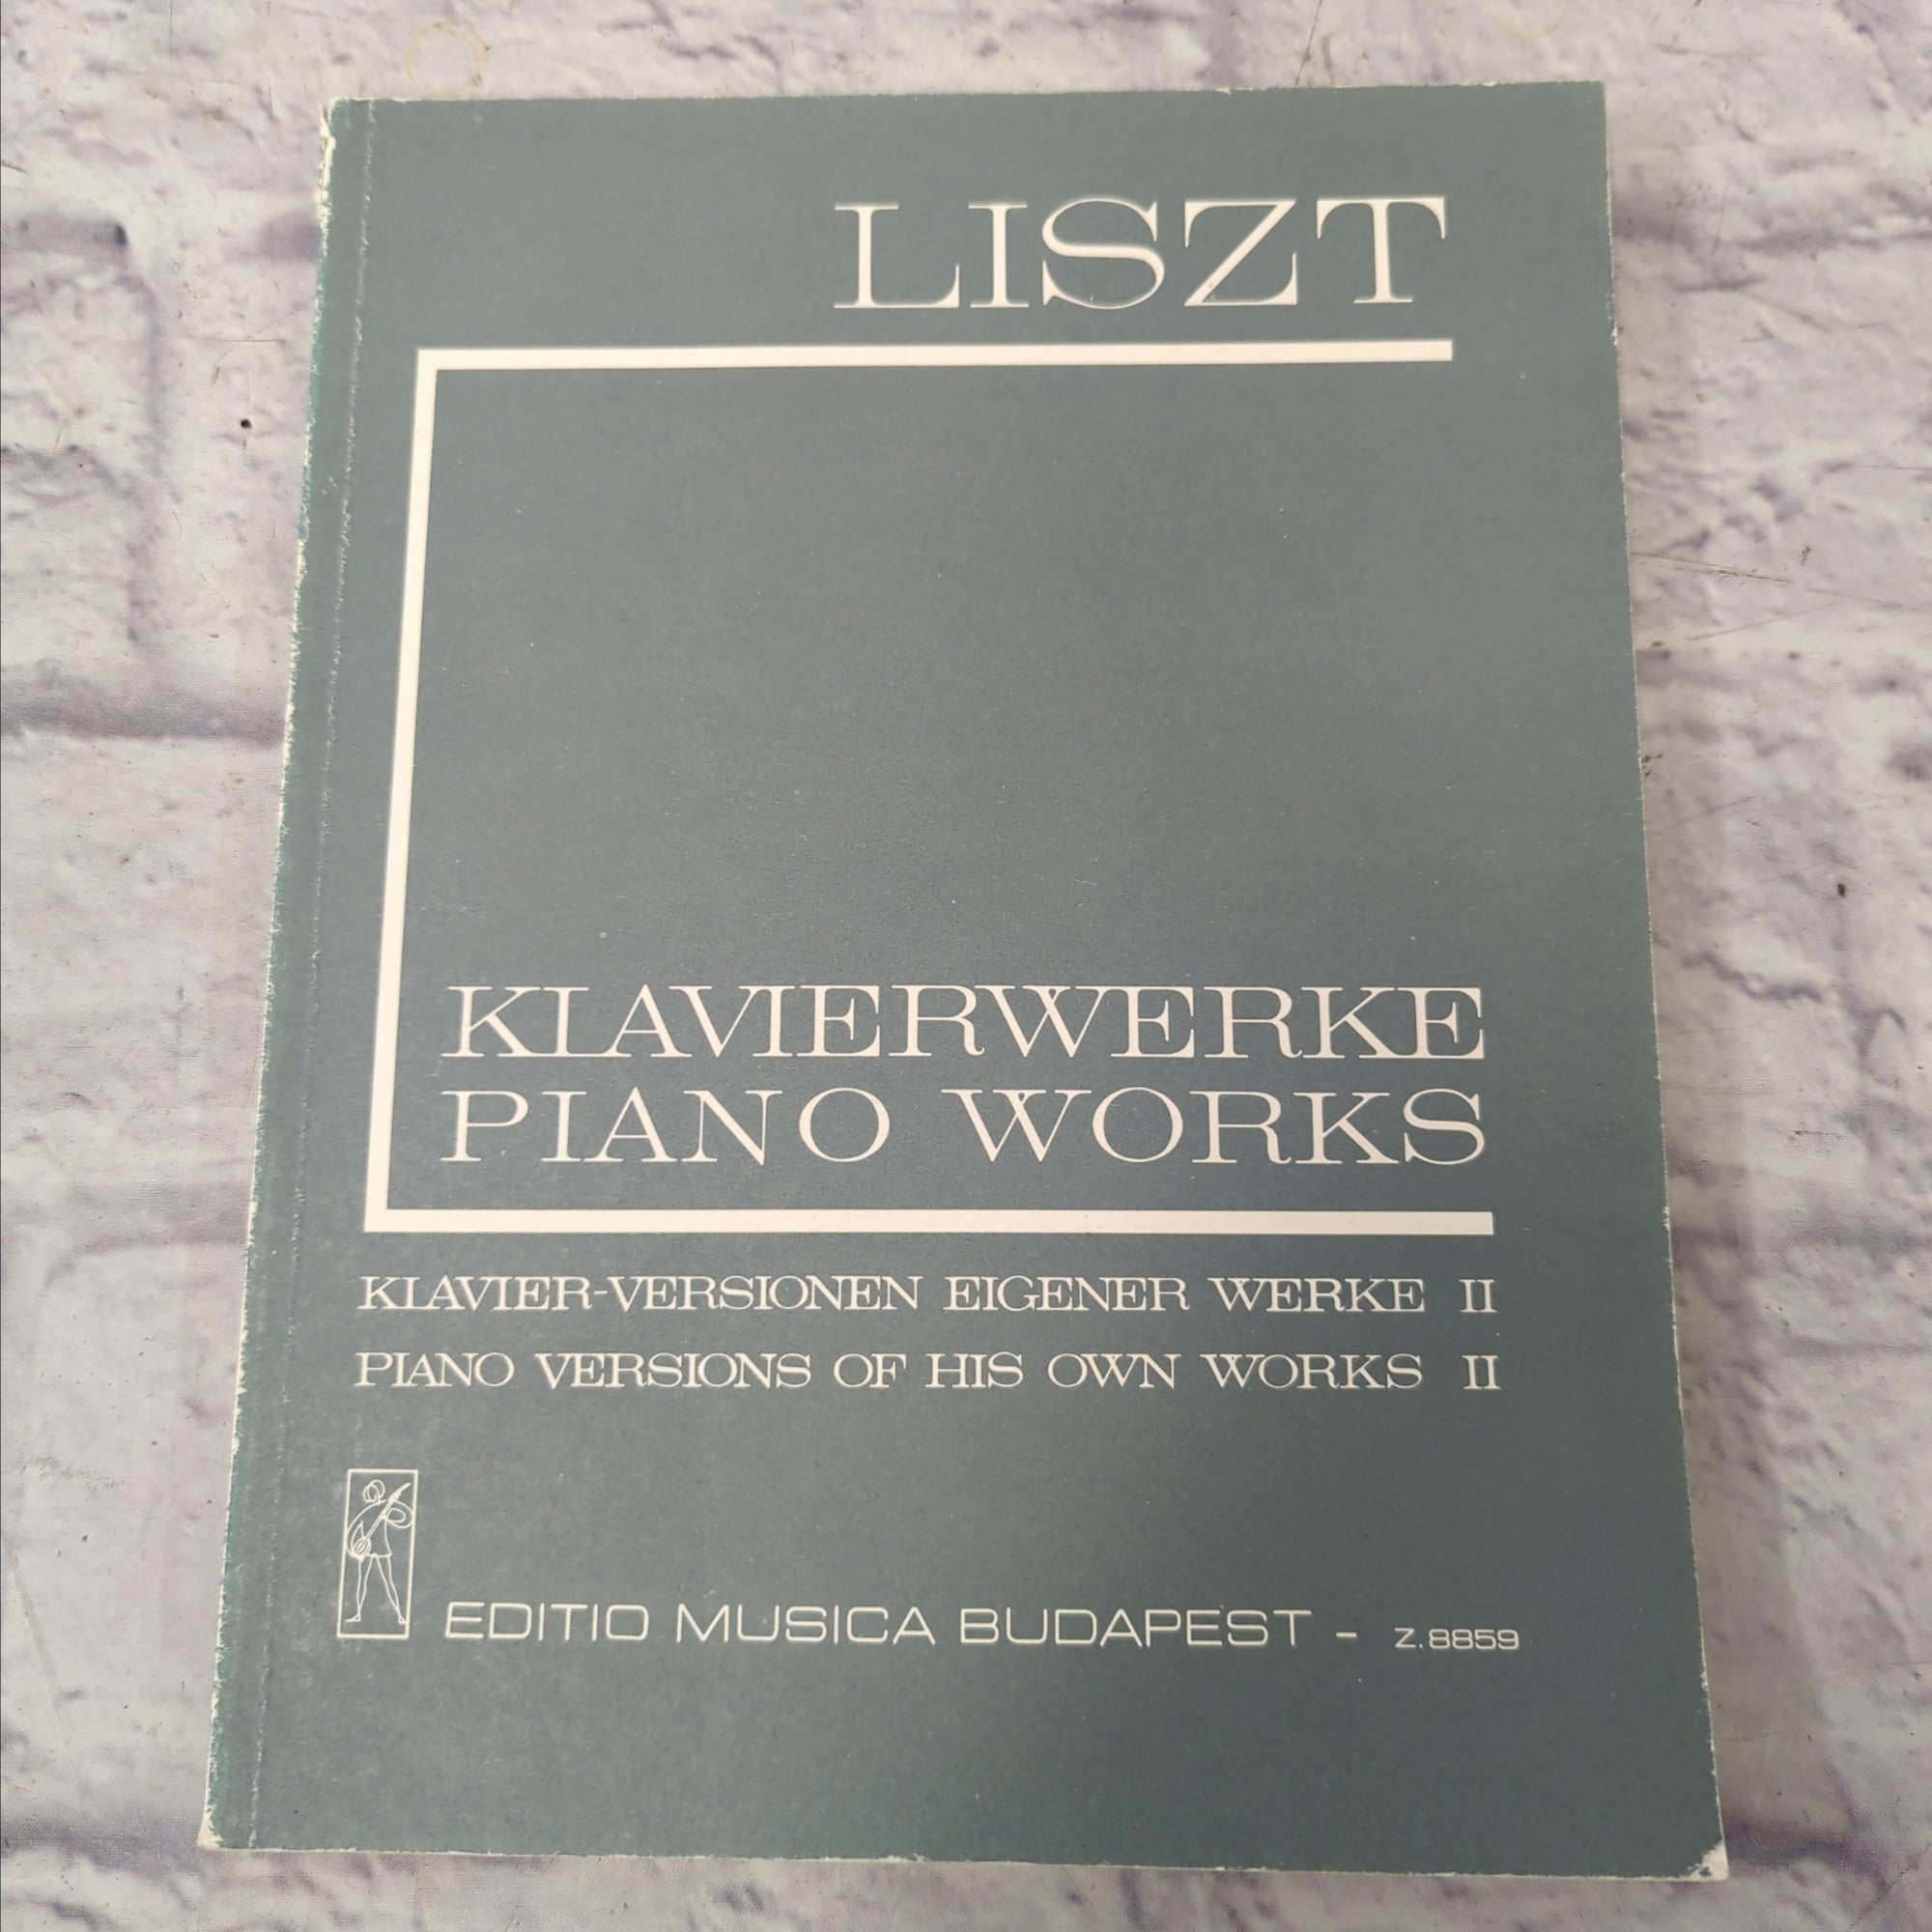 LISZT
KLAVIERWERKE
PIANO WORKS
KLAVIER-VERSIONEN EIGENER WERKE II
PIANO VERSIONS OF HIS OWN WORKS II
EDITIO MUSICA BUDAPEST - Z.8859